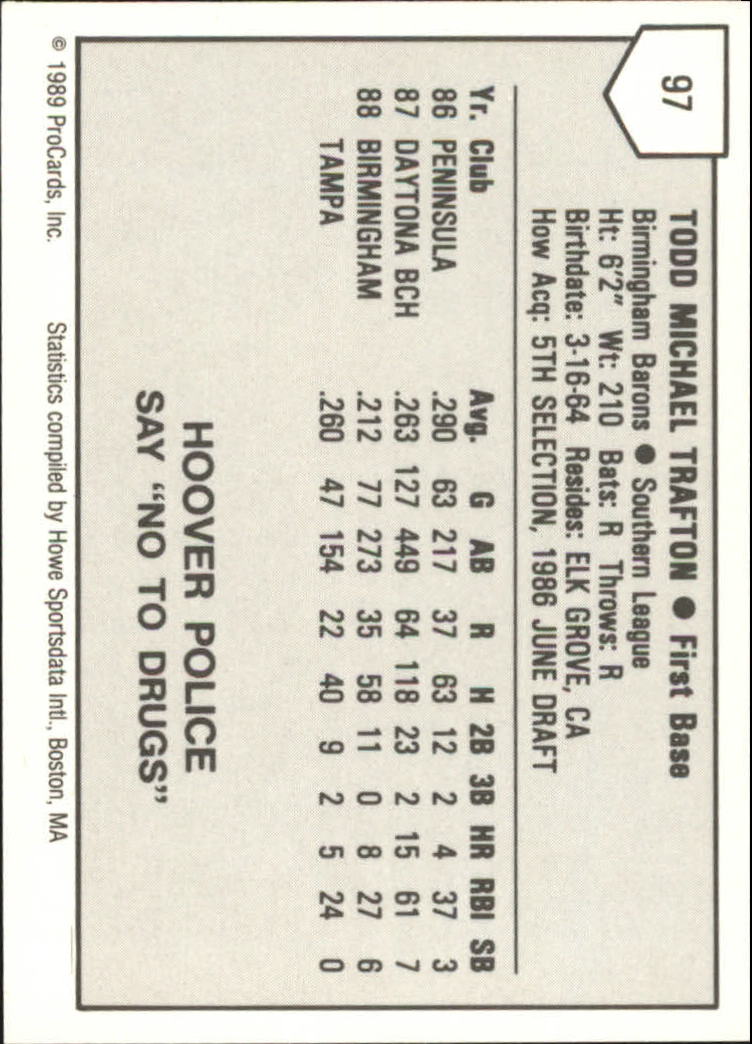 97
TODD MICHAEL TRAFTON ● First Base
Birmingham Barons ● Southern League
Ht: 6'2" Wt: 210 Bats: R Throws: R
Birthdate: 3-16-64 Resides: ELK GROVE, CA
How Acq: 5TH SELECTION, 1986 JUNE DRAFT
Yr. Club Avg. G AB R H 2B 3B HR RBI SB
86 PENINSULA .290 63 217 37 63 12 2 4 37 3
87 DAYTONA BCH .263 127 449 64 118 23 2 15 61 7
88 BIRMINGHAM .212 77 273 35 58 11 0 8 27 6
TAMPA .260 47 154 22 40 9 2 5 24 0
HOOVER POLICE
SAY "NO TO DRUGS"
© 1989 ProCards, Inc. Statistics compiled by Howe Sportsdata Intl., Boston, MA